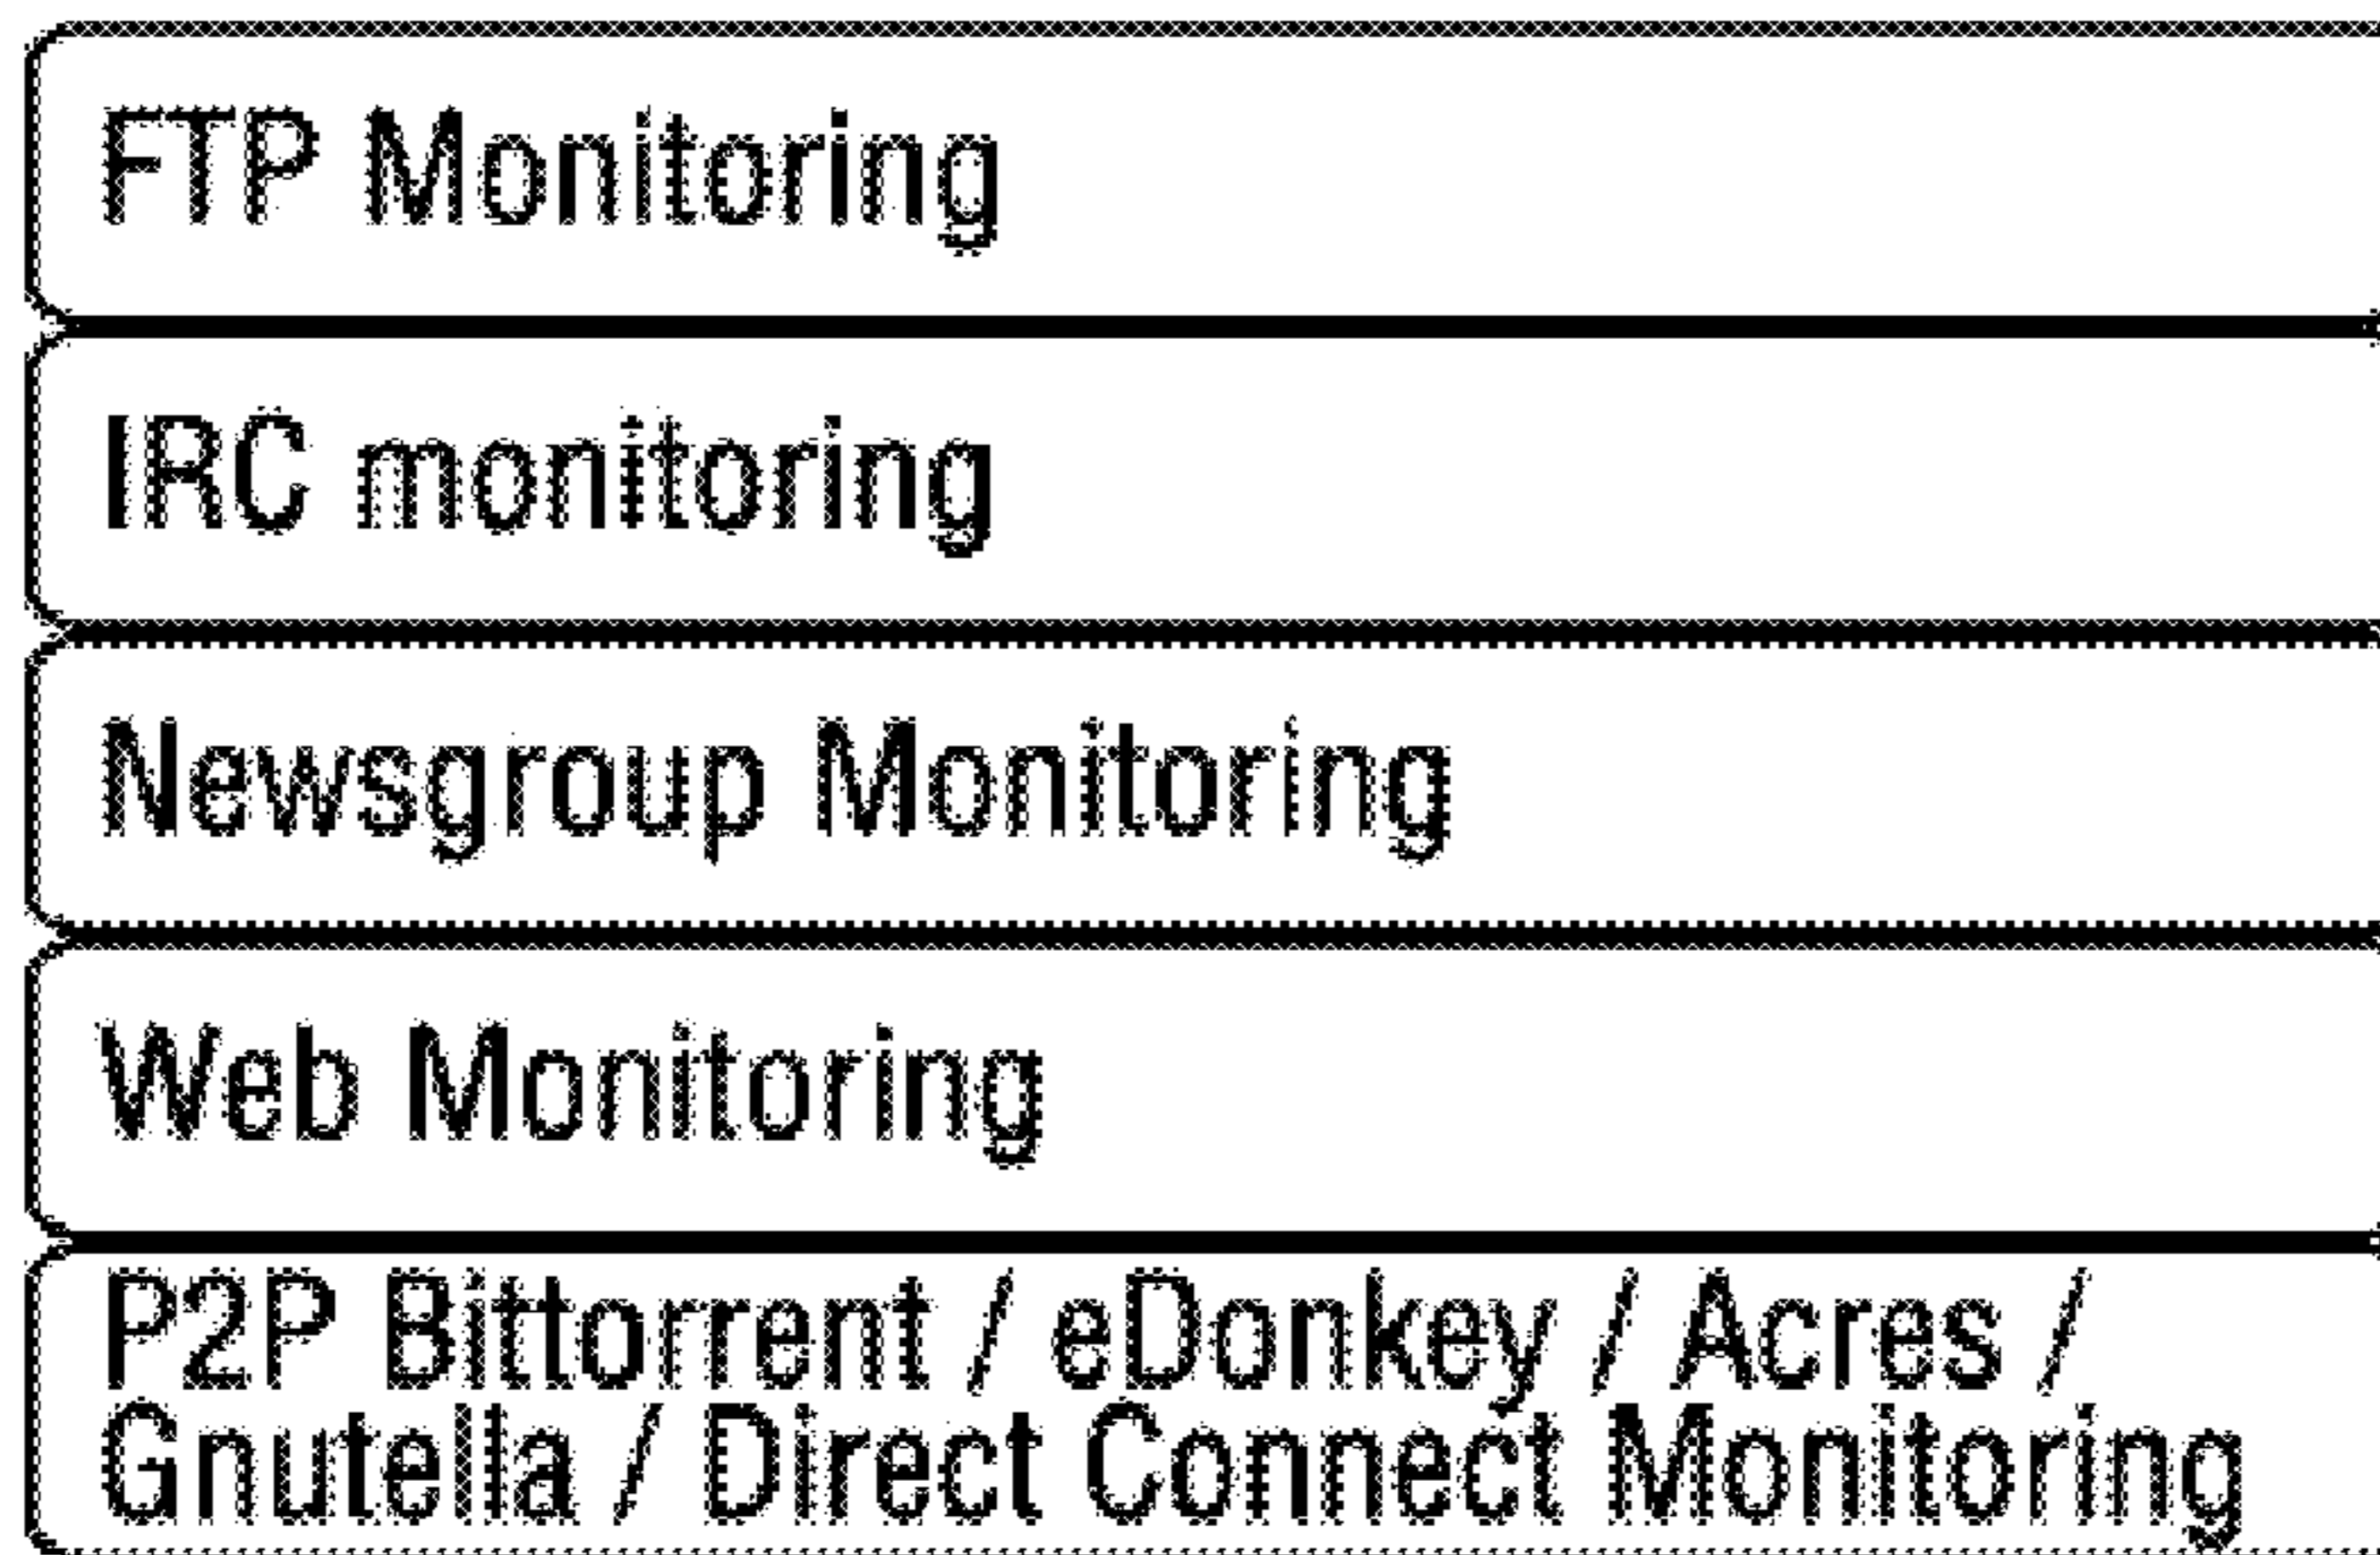 FTP Monitoring
IRC monitoring
Newsgroup Monitoring
Web Monitoring
P2P Bittorrent / eDonkey / Acres /
Gnutella / Direct Connect Monitoring